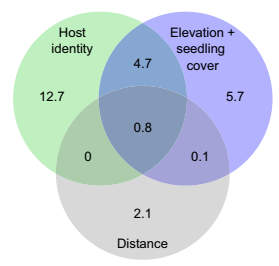 Host
identity
Elevation +
seedling
cover
4.7
12.7
5.7
0.8
0
0.1
2.1
Distance